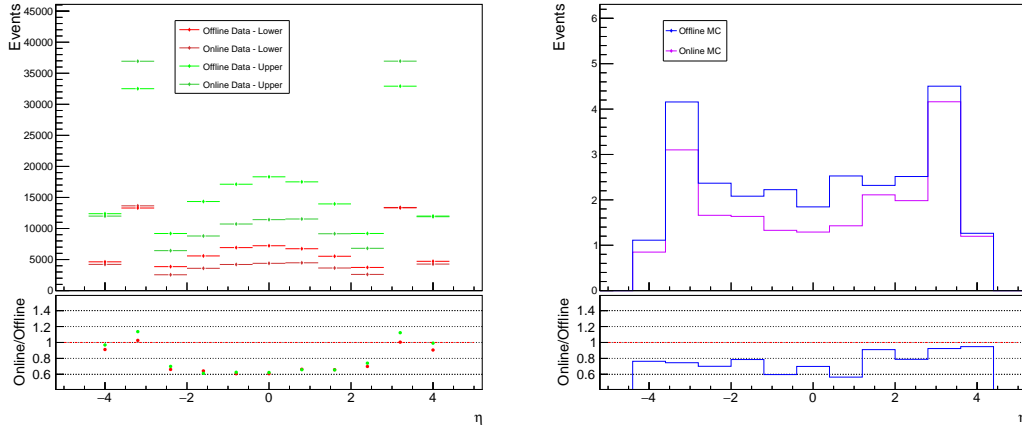 Events
45000
40000
35000
30000
25000
20000
15000
10000
5000
0
Offline Data - Lower
Online Data - Lower
Offline Data - Upper
Online Data - Upper
Online/Offline
1.4
1.2
1
0.8
0.6
−4 −2 0 2 4
η
Events
6
5
4
3
2
1
0
Offline MC
Online MC
Online/Offline
1.4
1.2
1
0.8
0.6
−4 −2 0 2 4
η